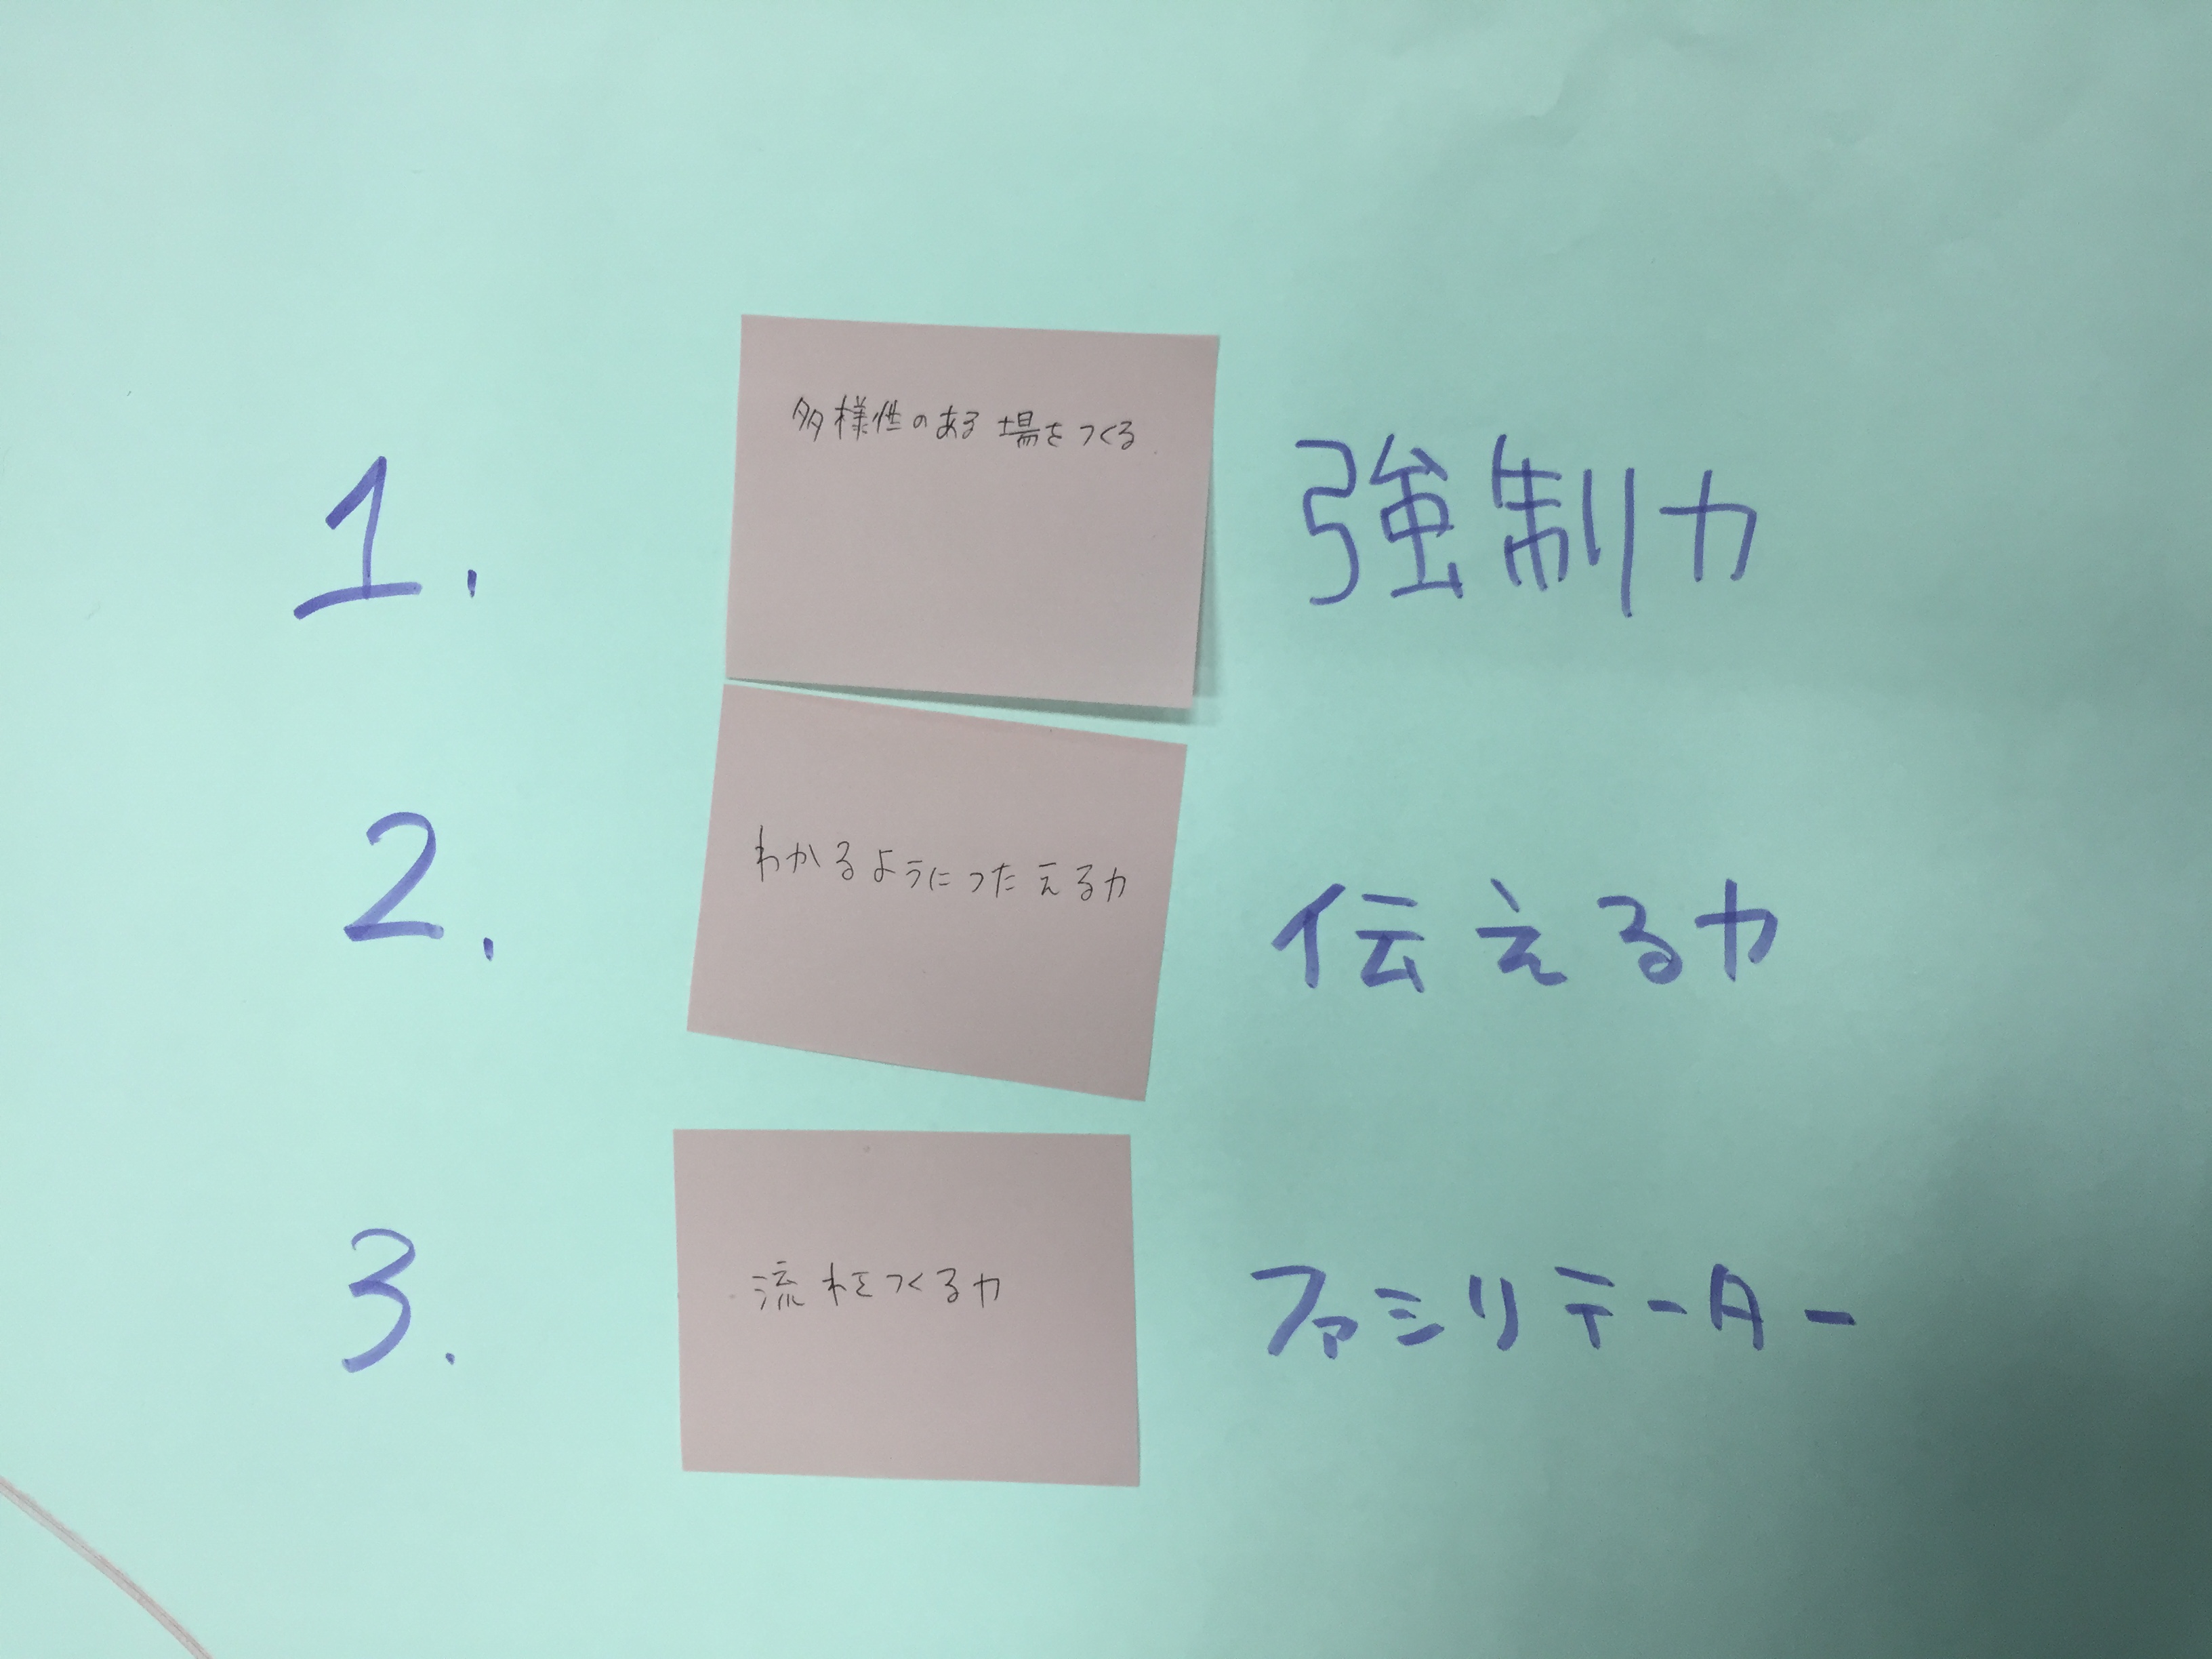 1. 多様性のある場をつくる 強制力
2. わかるようにつたえる力 伝える力
3. 流れをつくる力 ファシリテーター